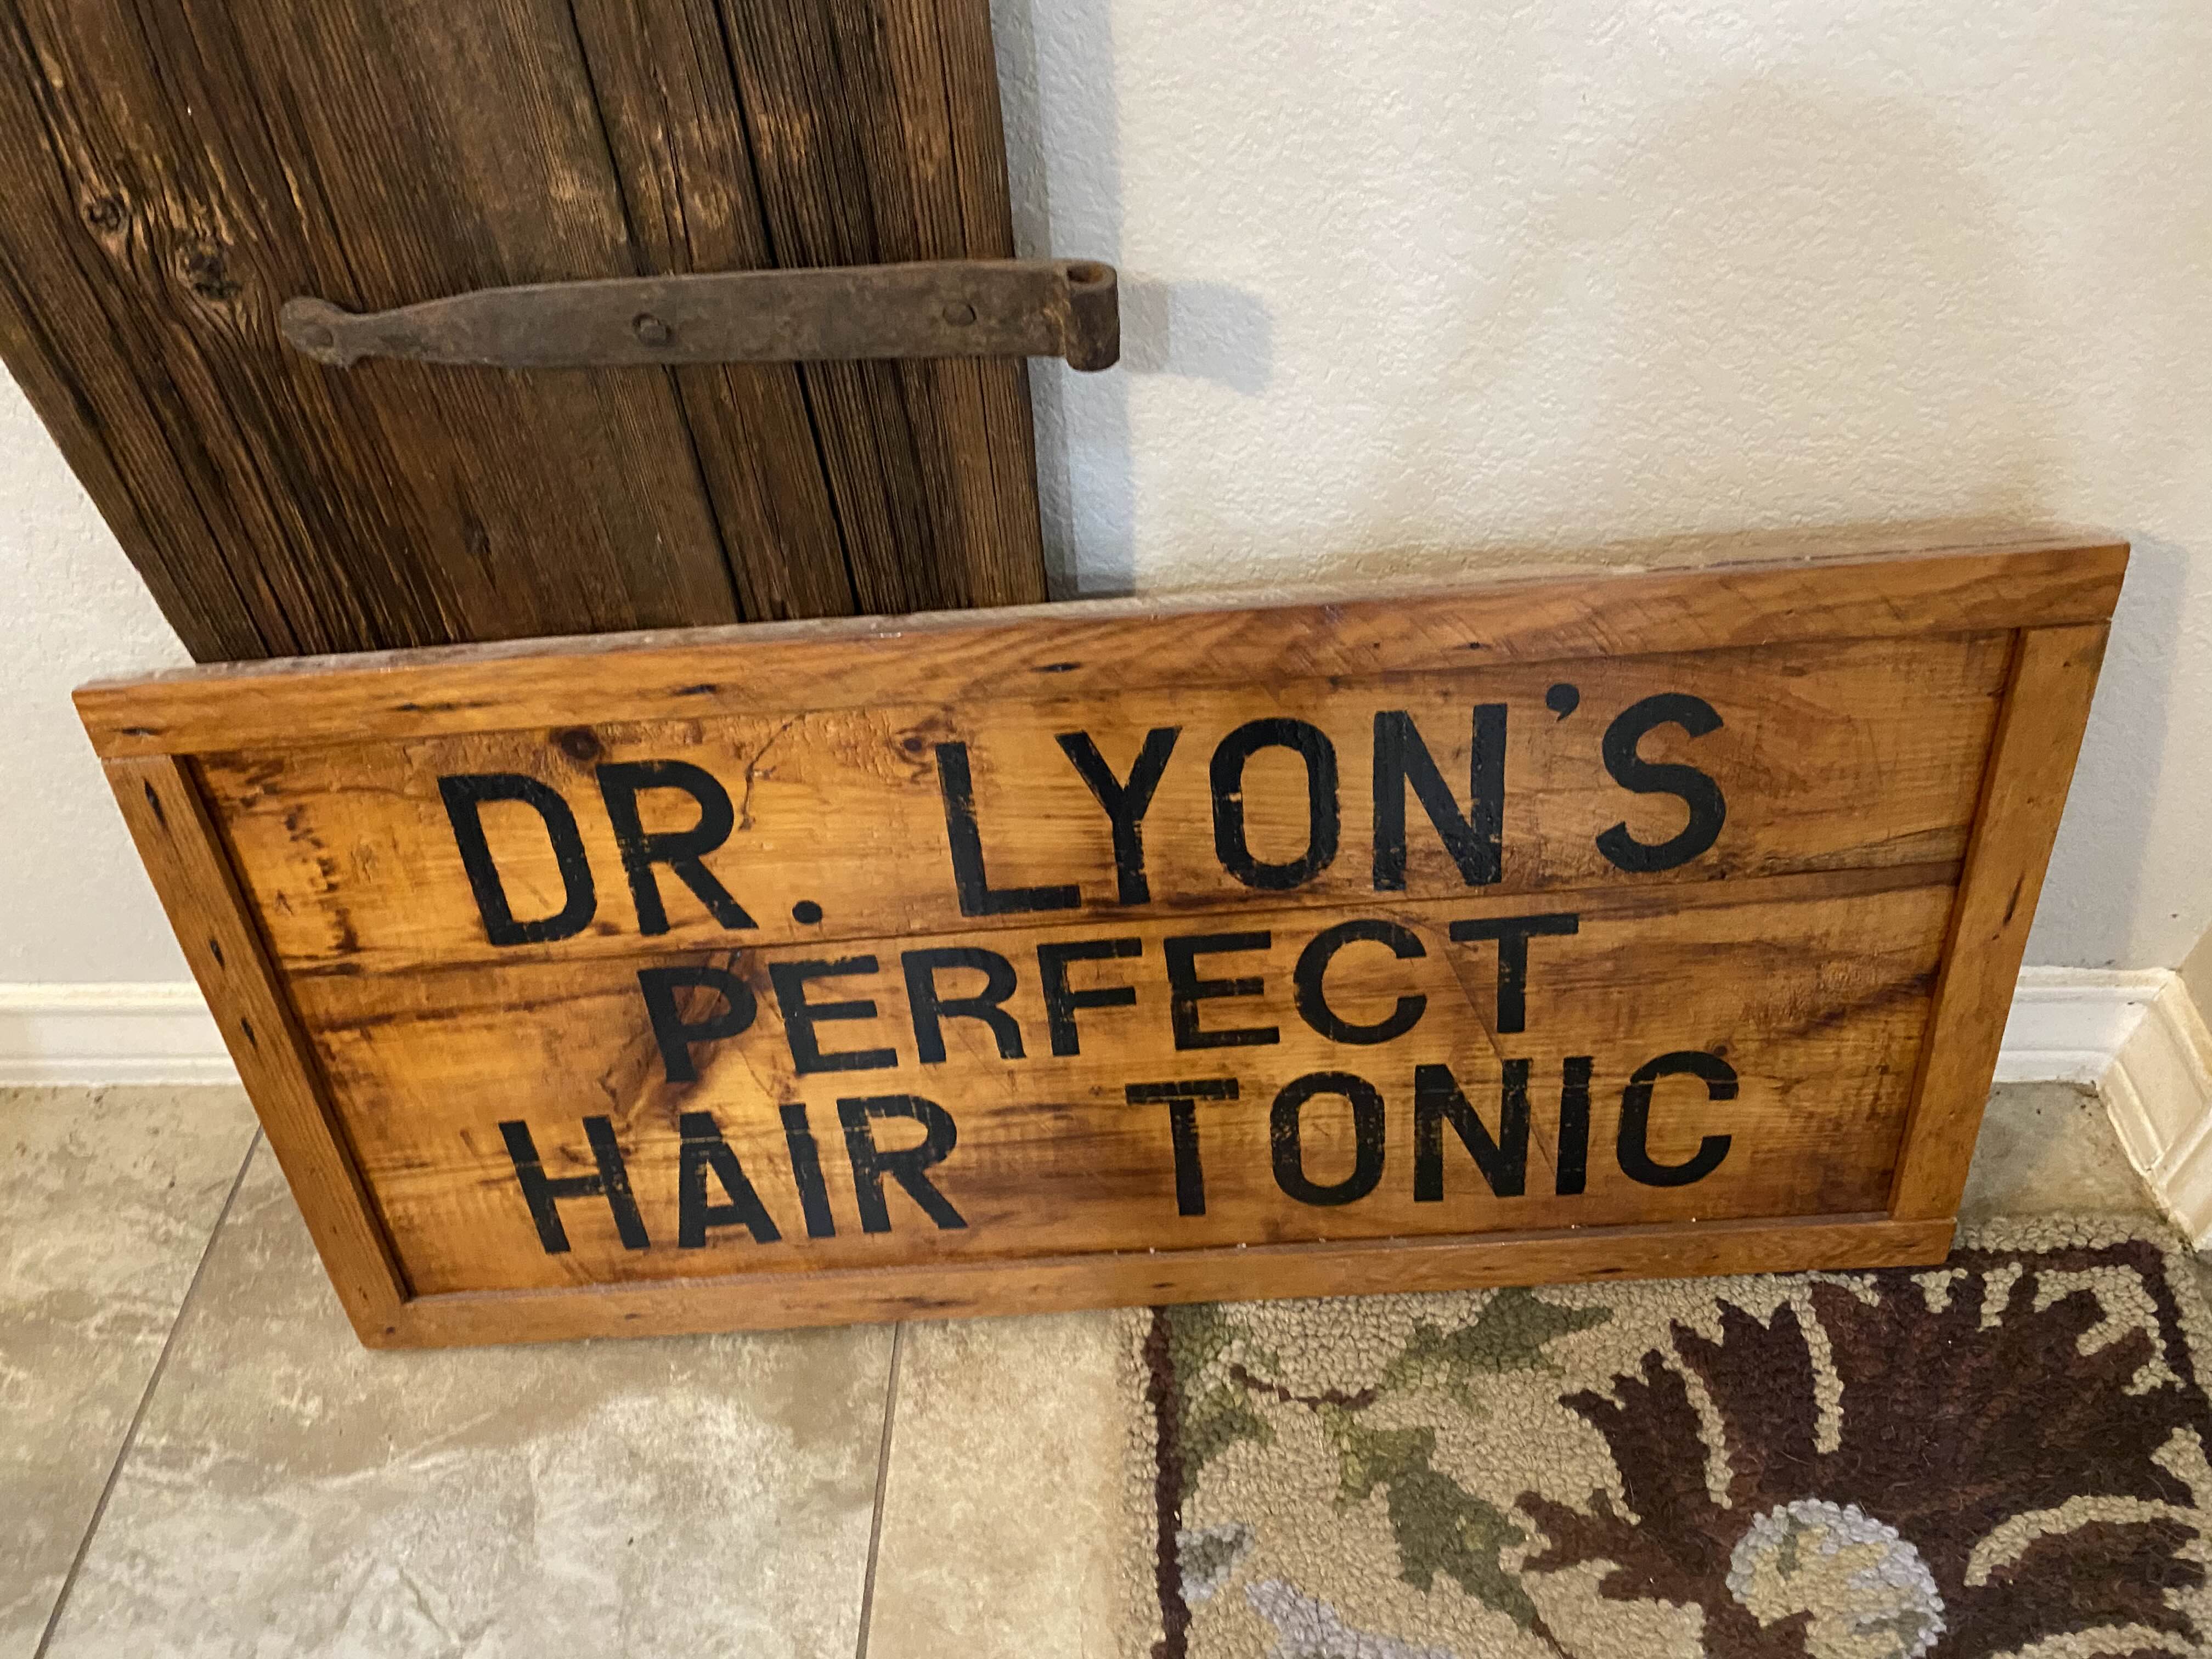 DR. LYON'S
PERFECT
HAIR TONIC